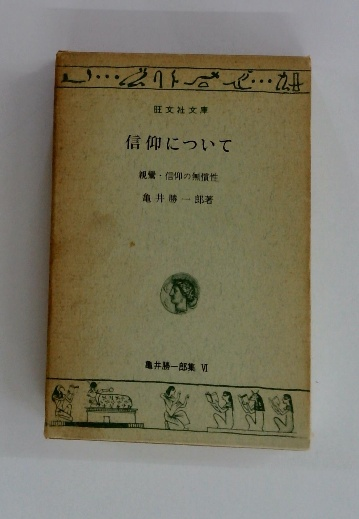 旺文社文庫
信仰について
親鸞・信仰の無償性
亀井勝一郎著
亀井勝一郎集 Ⅵ